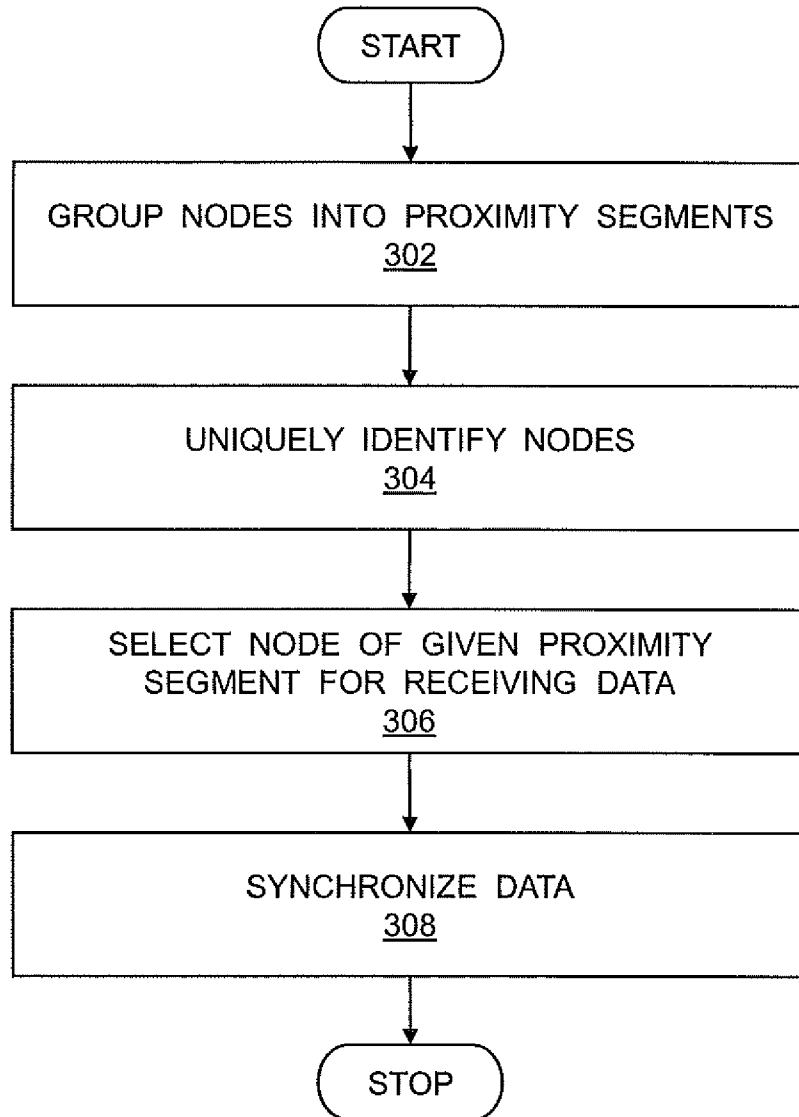 START
GROUP NODES INTO PROXIMITY SEGMENTS
302
UNIQUELY IDENTIFY NODES
304
SELECT NODE OF GIVEN PROXIMITY
SEGMENT FOR RECEIVING DATA
306
SYNCHRONIZE DATA
308
STOP